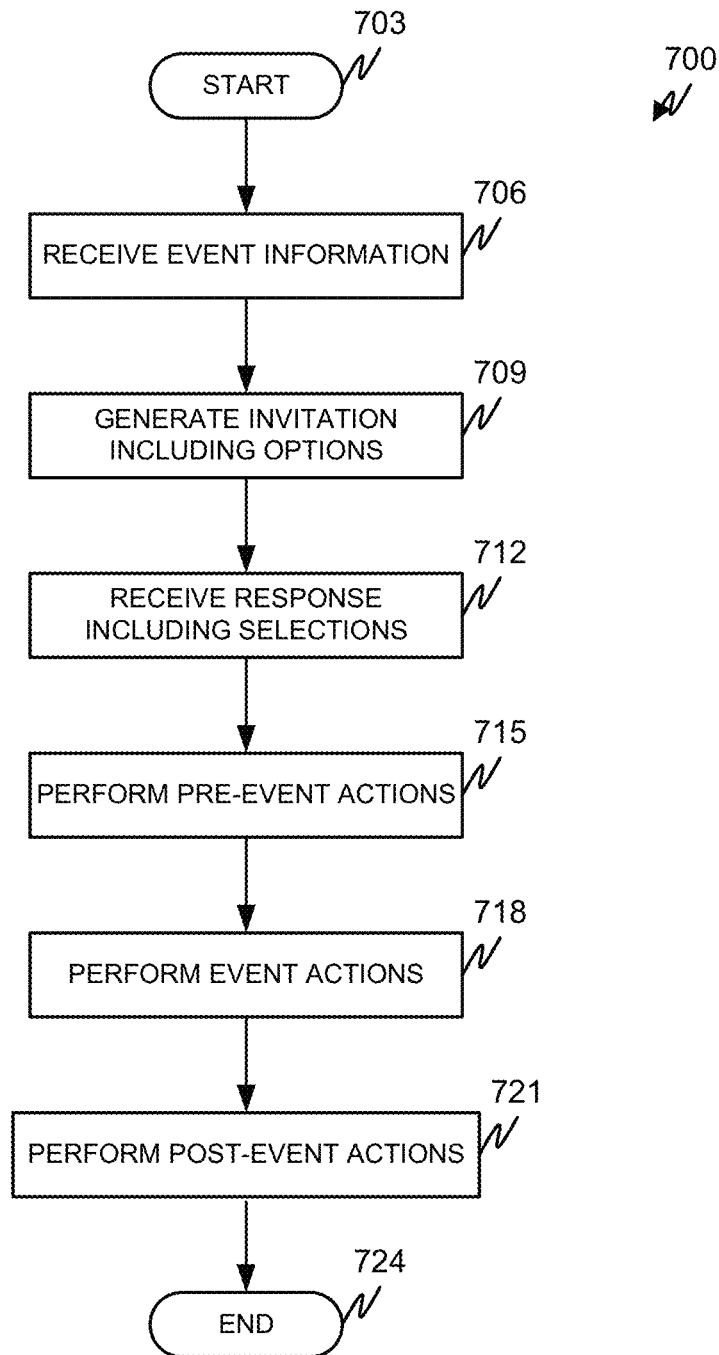 703
START
700
706
RECEIVE EVENT INFORMATION
709
GENERATE INVITATION
INCLUDING OPTIONS
712
RECEIVE RESPONSE
INCLUDING SELECTIONS
715
PERFORM PRE-EVENT ACTIONS
718
PERFORM EVENT ACTIONS
721
PERFORM POST-EVENT ACTIONS
724
END